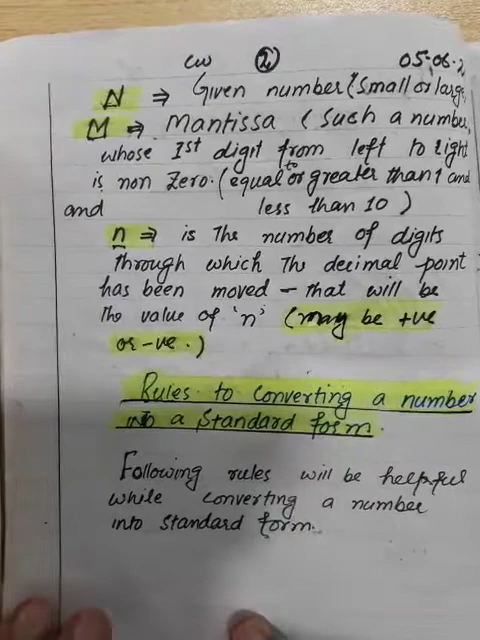 CW 2 05-06-2
N ⇒ Given number (Small or large
M ⇒ Mantissa (Such a number
whose 1st digit from left to right
is non Zero. (equal to or greater than 1 and
and less than 10)
n ⇒ is The number of digits
through which The decimal point
has been moved - that will be
the value of 'n' (may be +ve
or -ve.)
Rules to converting a number
into a Standard form.
Following rules will be helpful
while converting a number
into standard form.